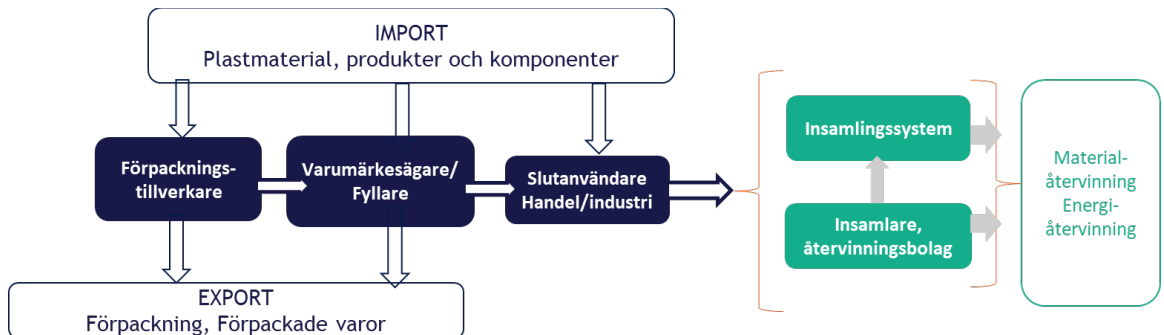 IMPORT
Plastmaterial, produkter och komponenter
Förpacknings-
tillverkare
Varumärkesägare/
Fyllare
Slutanvändare
Handel/industri
Insamlingssystem
Insamlare,
återvinningsbolag
Material-
återvinning
Energi-
återvinning
EXPORT
Förpackning, Förpackade varor